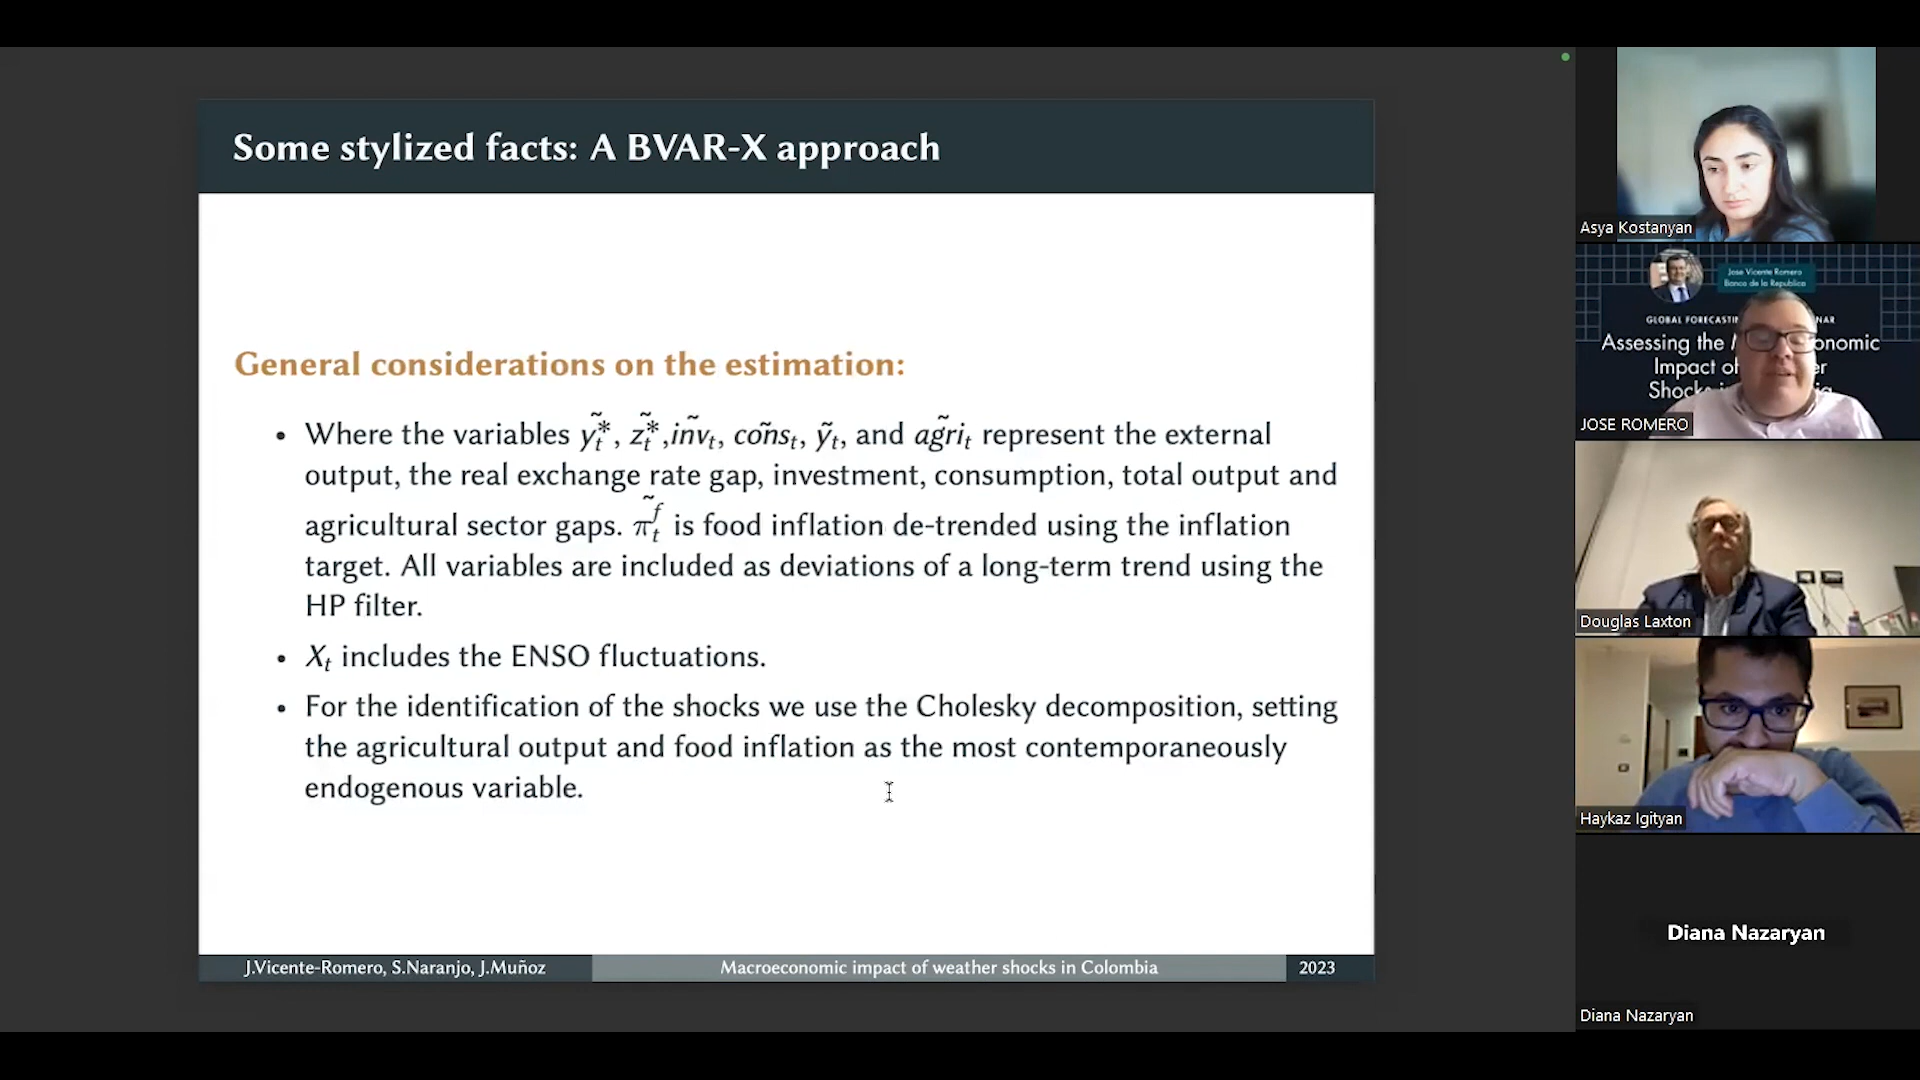 Some stylized facts: A BVAR-X approach
General considerations on the estimation:
• Where the variables ỹ*ₜ, z̃*ₜ, iñvₜ, coñsₜ, ỹₜ, and ag̃riₜ represent the external
output, the real exchange rate gap, investment, consumption, total output and
agricultural sector gaps. π̃ᶠₜ is food inflation de-trended using the inflation
target. All variables are included as deviations of a long-term trend using the
HP filter.
• Xₜ includes the ENSO fluctuations.
• For the identification of the shocks we use the Cholesky decomposition, setting
the agricultural output and food inflation as the most contemporaneously
endogenous variable.
J.Vicente-Romero, S.Naranjo, J.Muñoz
Macroeconomic impact of weather shocks in Colombia
2023
Asya Kostanyan
Jose Vicente Romero
Banco de la Republica
GLOBAL
Assessing the
Impact
JOSE ROMERO
Douglas Laxton
Haykaz Igityan
Diana Nazaryan
Diana Nazaryan